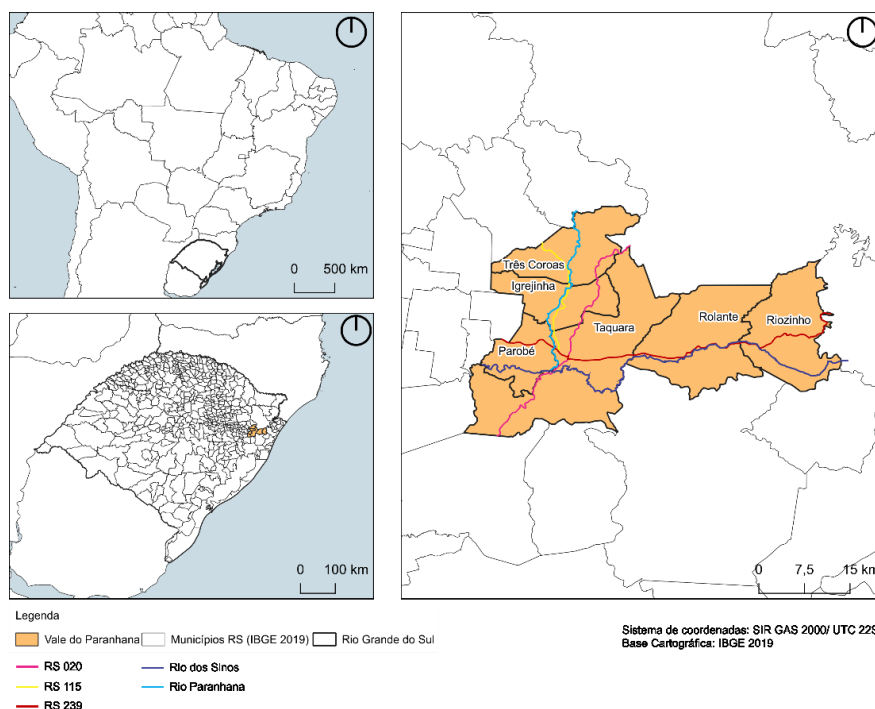 0 500 km
0 100 km
Três Coroas
Igrejinha
Taquara
Rolante
Riozinho
Parobé
0 7,5 15 km
Legenda
Vale do Paranhana
Municípios RS (IBGE 2019)
Rio Grande do Sul
RS 020
Rio dos Sinos
RS 115
Rio Paranhana
RS 239
Sistema de coordenadas: SIR GAS 2000/ UTC 22S
Base Cartográfica: IBGE 2019